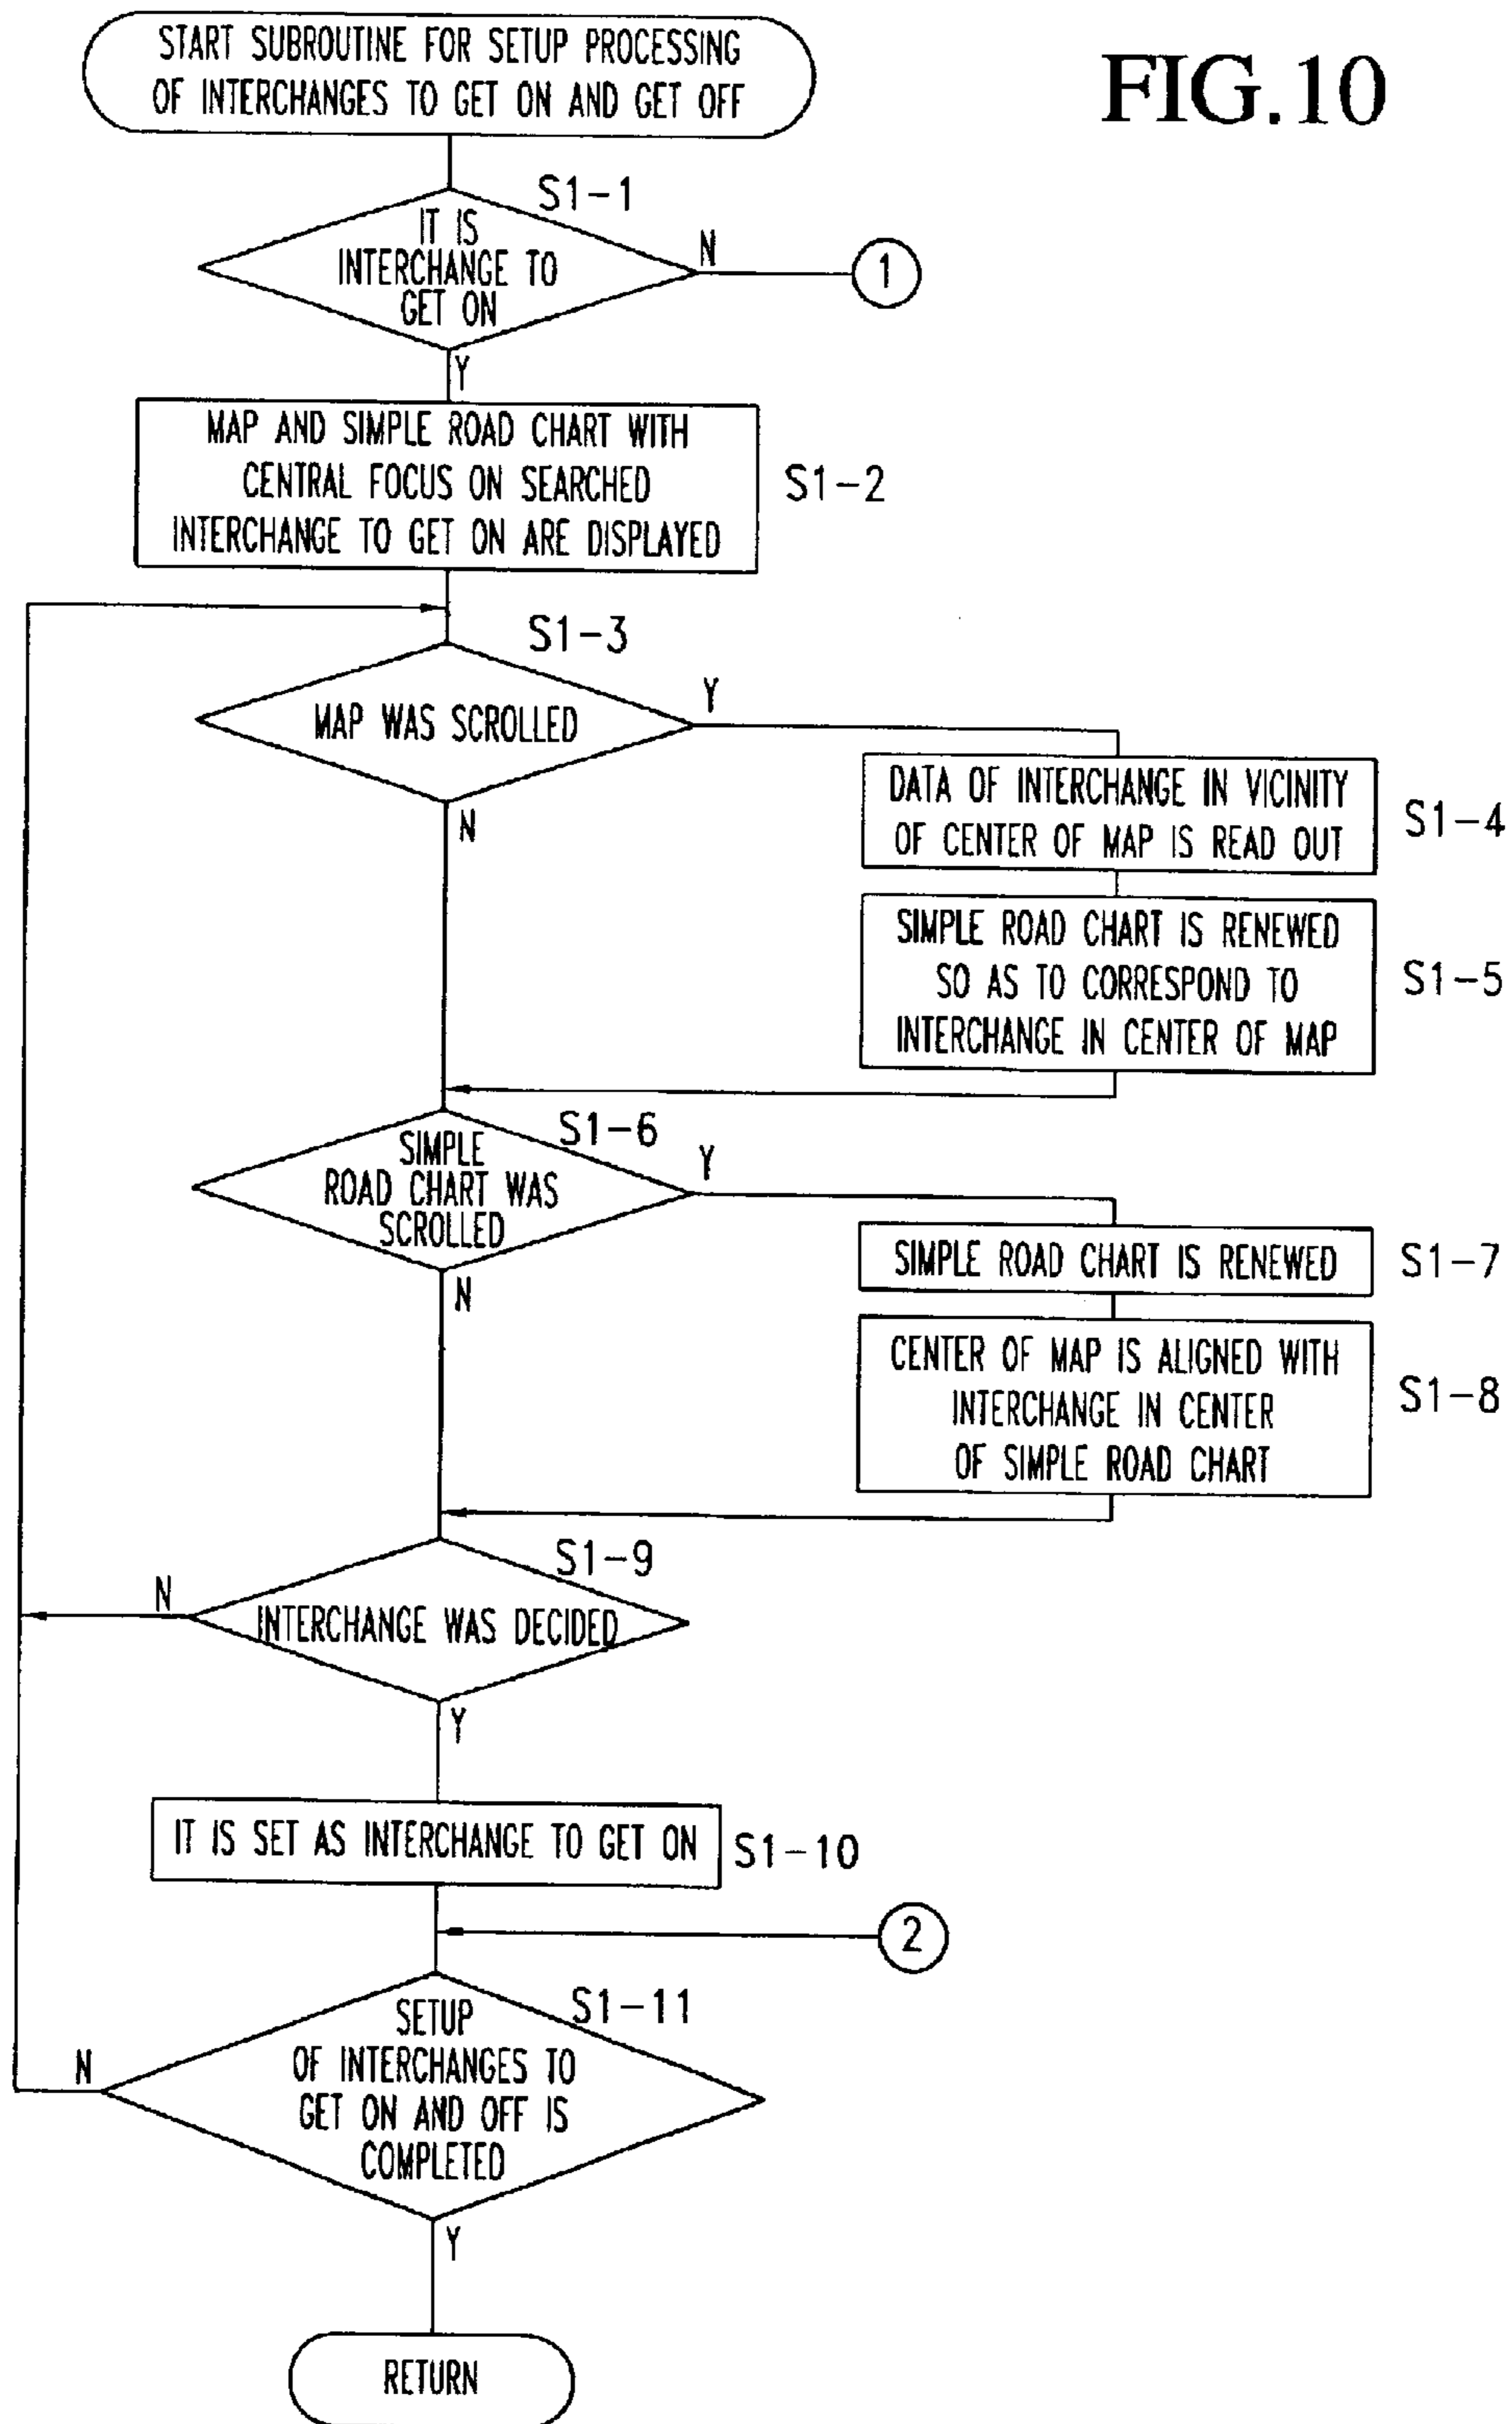 FIG.10
START SUBROUTINE FOR SETUP PROCESSING
OF INTERCHANGES TO GET ON AND GET OFF
S1-1
IT IS
INTERCHANGE TO
GET ON
N
1
Y
MAP AND SIMPLE ROAD CHART WITH
CENTRAL FOCUS ON SEARCHED
INTERCHANGE TO GET ON ARE DISPLAYED
S1-2
S1-3
MAP WAS SCROLLED
Y
N
DATA OF INTERCHANGE IN VICINITY
OF CENTER OF MAP IS READ OUT
S1-4
SIMPLE ROAD CHART IS RENEWED
SO AS TO CORRESPOND TO
INTERCHANGE IN CENTER OF MAP
S1-5
S1-6
SIMPLE
ROAD CHART WAS
SCROLLED
Y
N
SIMPLE ROAD CHART IS RENEWED
S1-7
CENTER OF MAP IS ALIGNED WITH
INTERCHANGE IN CENTER
OF SIMPLE ROAD CHART
S1-8
S1-9
N
INTERCHANGE WAS DECIDED
Y
IT IS SET AS INTERCHANGE TO GET ON
S1-10
2
S1-11
SETUP
OF INTERCHANGES TO
GET ON AND OFF IS
COMPLETED
N
Y
RETURN